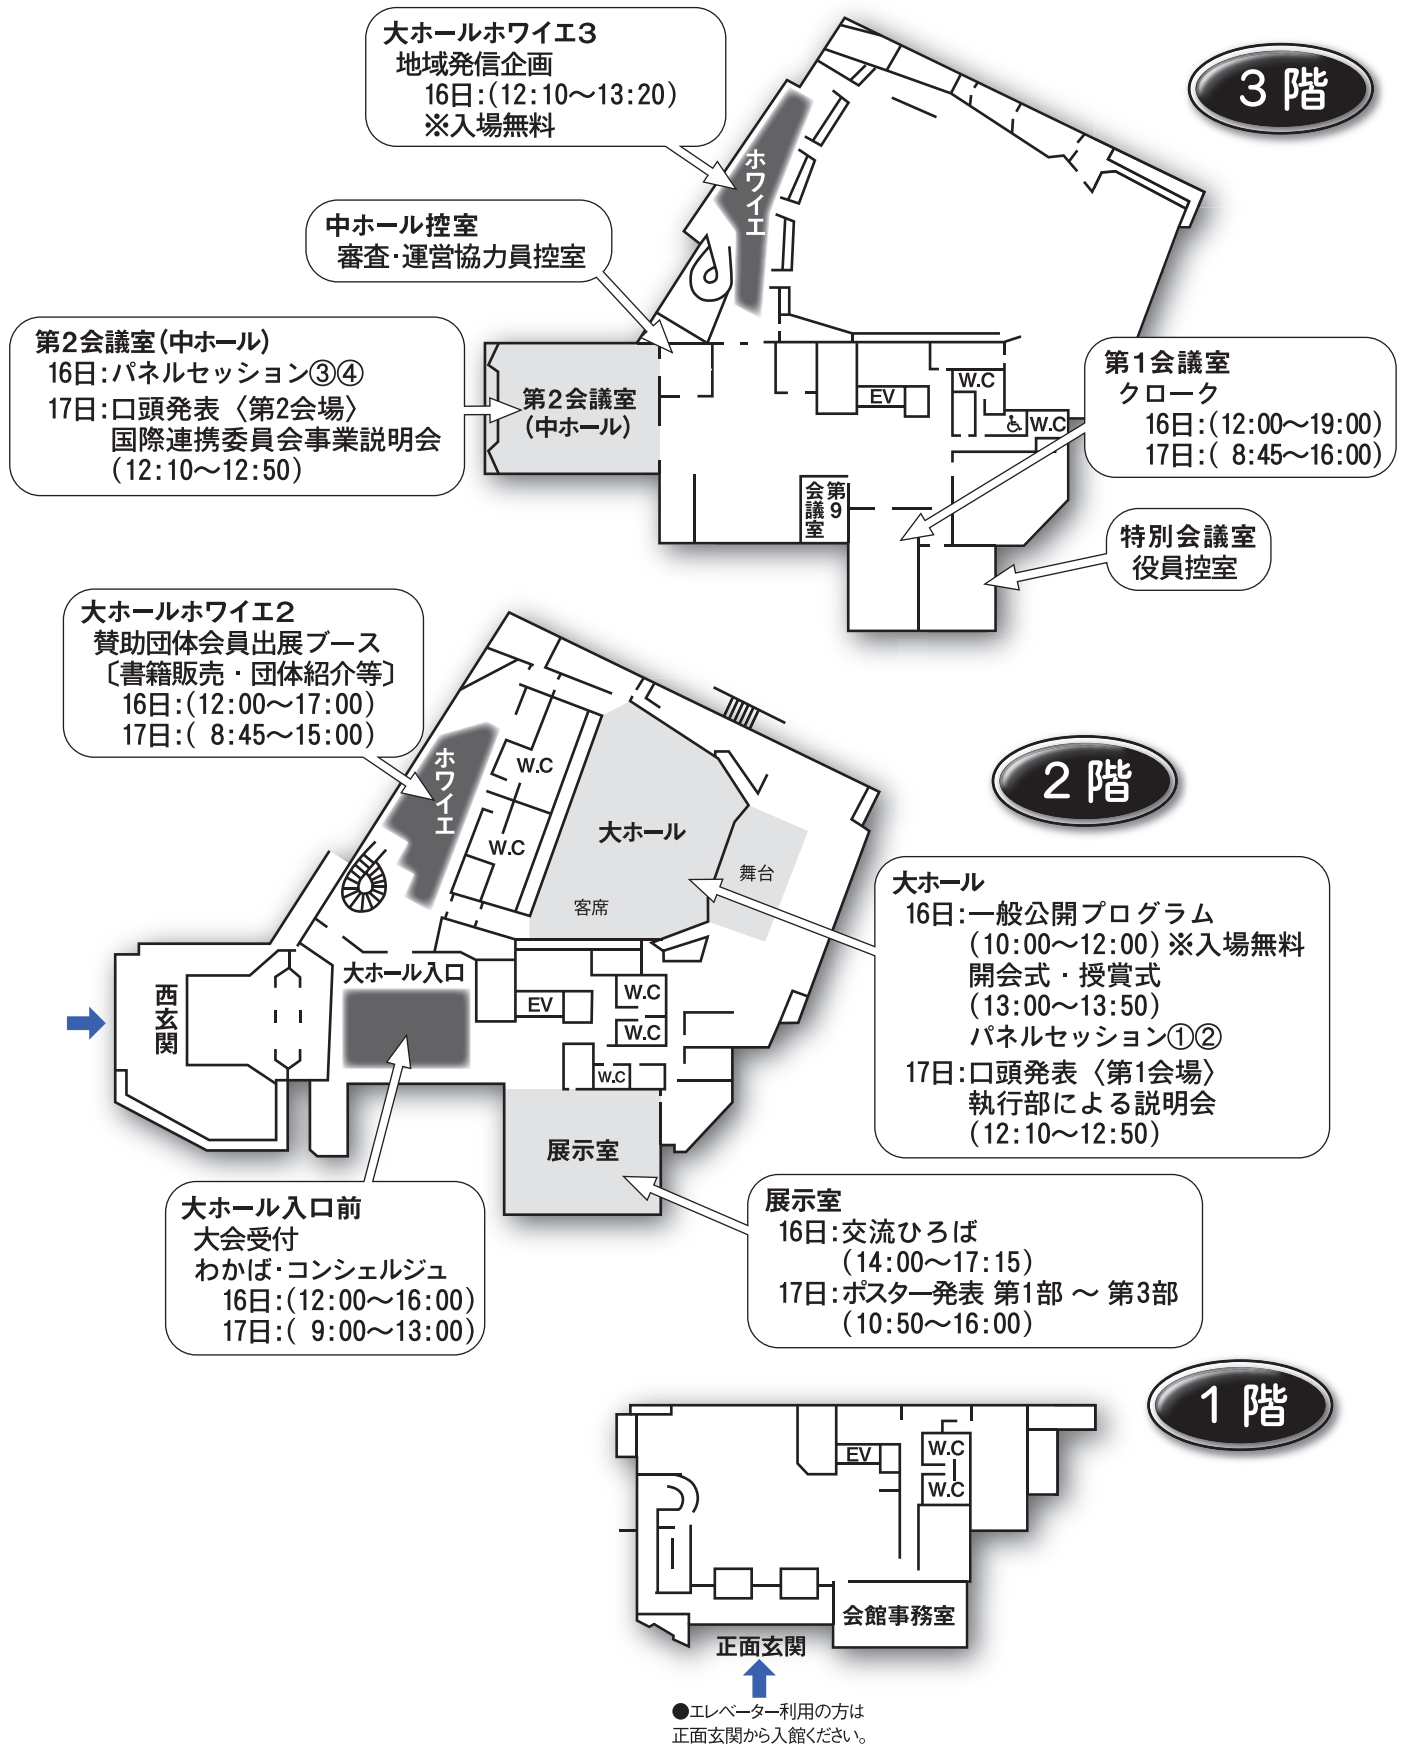 3階
大ホールホワイエ3
地域発信企画
16日:(12:10〜13:20)
※入場無料
ホワイエ
中ホール控室
審査・運営協力員控室
第2会議室(中ホール)
16日:パネルセッション③④
17日:口頭発表〈第2会場〉
国際連携委員会事業説明会
(12:10〜12:50)
第2会議室
(中ホール)
EV
W.C
W.C
第9
会議室
第1会議室
クローク
16日:(12:00〜19:00)
17日:( 8:45〜16:00)
特別会議室
役員控室
2階
大ホールホワイエ2
賛助団体会員出展ブース
〔書籍販売・団体紹介等〕
16日:(12:00〜17:00)
17日:( 8:45〜15:00)
ホワイエ
W.C
W.C
大ホール
舞台
客席
大ホール入口
西玄関
EV
W.C
W.C
W.C
展示室
大ホール
16日:一般公開プログラム
(10:00〜12:00)※入場無料
開会式・授賞式
(13:00〜13:50)
パネルセッション①②
17日:口頭発表〈第1会場〉
執行部による説明会
(12:10〜12:50)
大ホール入口前
大会受付
わかば・コンシェルジュ
16日:(12:00〜16:00)
17日:( 9:00〜13:00)
展示室
16日:交流ひろば
(14:00〜17:15)
17日:ポスター発表 第1部 〜 第3部
(10:50〜16:00)
1階
EV
W.C
W.C
会館事務室
正面玄関
●エレベーター利用の方は
正面玄関から入館ください。